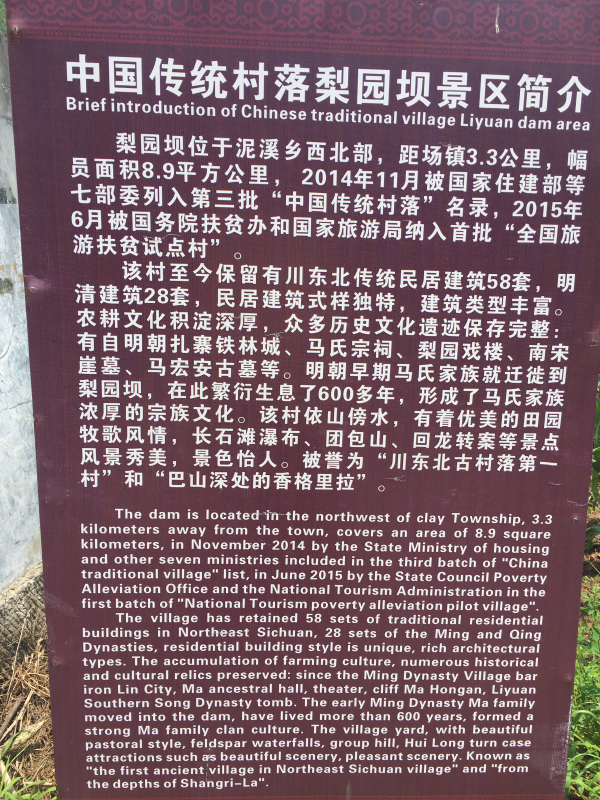 中国传统村落梨园坝景区简介
Brief introduction of Chinese traditional village Liyuan dam area
梨园坝位于泥溪乡西北部，距场镇3.3公里，幅
员面积8.9平方公里， 2014年11月被国家住建部等
七部委列入第三批“中国传统村落”名录，2015年
6月被国务院扶贫办和国家旅游局纳入首批“全国旅
游扶贫试点村”。
该村至今保留有川东北传统民居建筑58套，明
清建筑28套，民居建筑式样独特，建筑类型丰富。
农耕文化积淀深厚，众多历史文化遗迹保存完整：
有自明朝扎寨铁林城、马氏宗祠、梨园戏楼、南宋
崖墓、马宏安古墓等。明朝早期马氏家族就迁徙到
梨园坝，在此繁衍生息了600多年，形成了马氏家族
浓厚的宗族文化。该村依山傍水，有着优美的田园
牧歌风情，长石滩瀑布、团包山、回龙转案等景点
风景秀美，景色怡人。被誉为“川东北古村落第一
村”和“巴山深处的香格里拉”。
The dam is located in the northwest of clay Township, 3.3
kilometers away from the town, covers an area of 8.9 square
kilometers, in November 2014 by the State Ministry of housing
and other seven ministries included in the third batch of "China
traditional village" list, in June 2015 by the State Council Poverty
Alleviation Office and the National Tourism Administration in the
first batch of "National Tourism poverty alleviation pilot village".
The village has retained 58 sets of traditional residential
buildings in Northeast Sichuan, 28 sets of the Ming and Qing
Dynasties, residential building style is unique, rich architectural
types. The accumulation of farming culture, numerous historical
and cultural relics preserved: since the Ming Dynasty Village bar
iron Lin City, Ma ancestral hall, theater, cliff Ma Hongan, Liyuan
Southern Song Dynasty tomb. The early Ming Dynasty Ma family
moved into the dam, have lived more than 600 years, formed a
strong Ma family clan culture. The village yard, with beautiful
pastoral style, feldspar waterfalls, group hill, Hui Long turn case
attractions such as beautiful scenery, pleasant scenery. Known as
"the first ancient village in Northeast Sichuan village" and "from
the depths of Shangri-La".